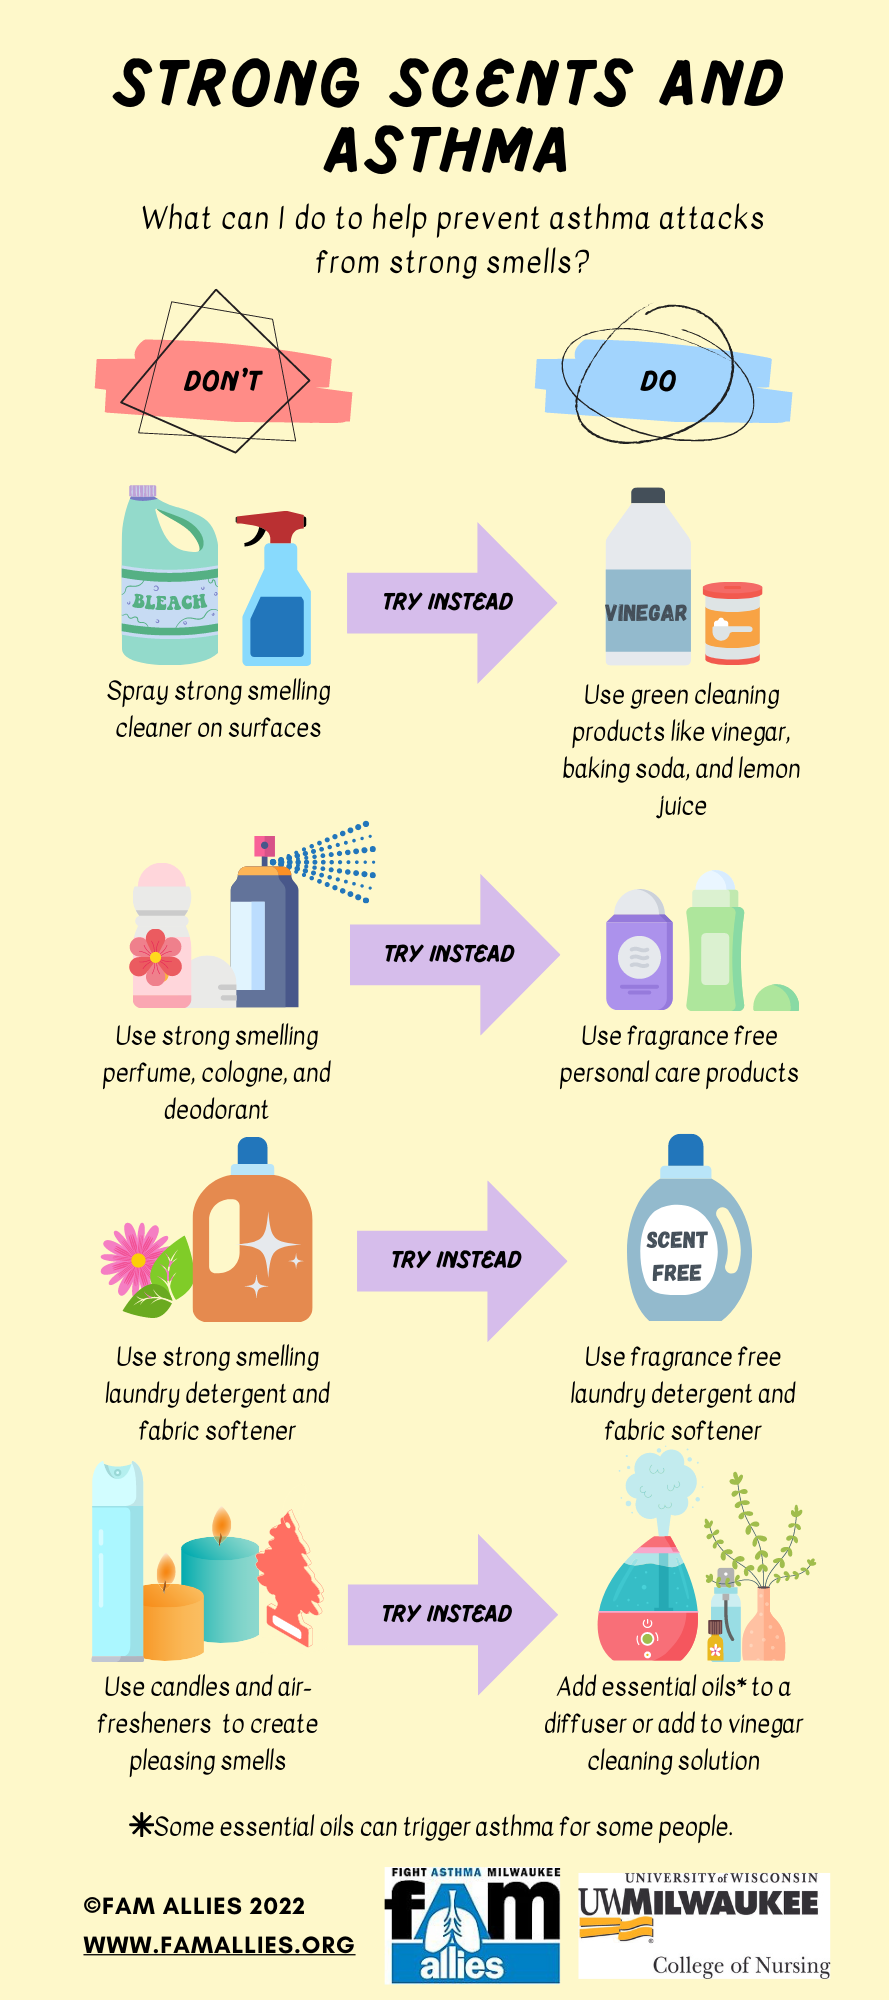 STRONG SCENTS AND
ASTHMA
What can I do to help prevent asthma attacks
from strong smells?
DON'T
DO
BLEACH
TRY INSTEAD
VINEGAR
Spray strong smelling
cleaner on surfaces
Use green cleaning
products like vinegar,
baking soda, and lemon
juice
TRY INSTEAD
Use strong smelling
perfume, cologne, and
deodorant
Use fragrance free
personal care products
TRY INSTEAD
SCENT
FREE
Use strong smelling
laundry detergent and
fabric softener
Use fragrance free
laundry detergent and
fabric softener
TRY INSTEAD
Use candles and air-
fresheners to create
pleasing smells
Add essential oils* to a
diffuser or add to vinegar
cleaning solution
*Some essential oils can trigger asthma for some people.
©FAM ALLIES 2022
WWW.FAMALLIES.ORG
FIGHT ASTHMA MILWAUKEE
fAm
allies
UNIVERSITY of WISCONSIN
UWMILWAUKEE
®
College of Nursing